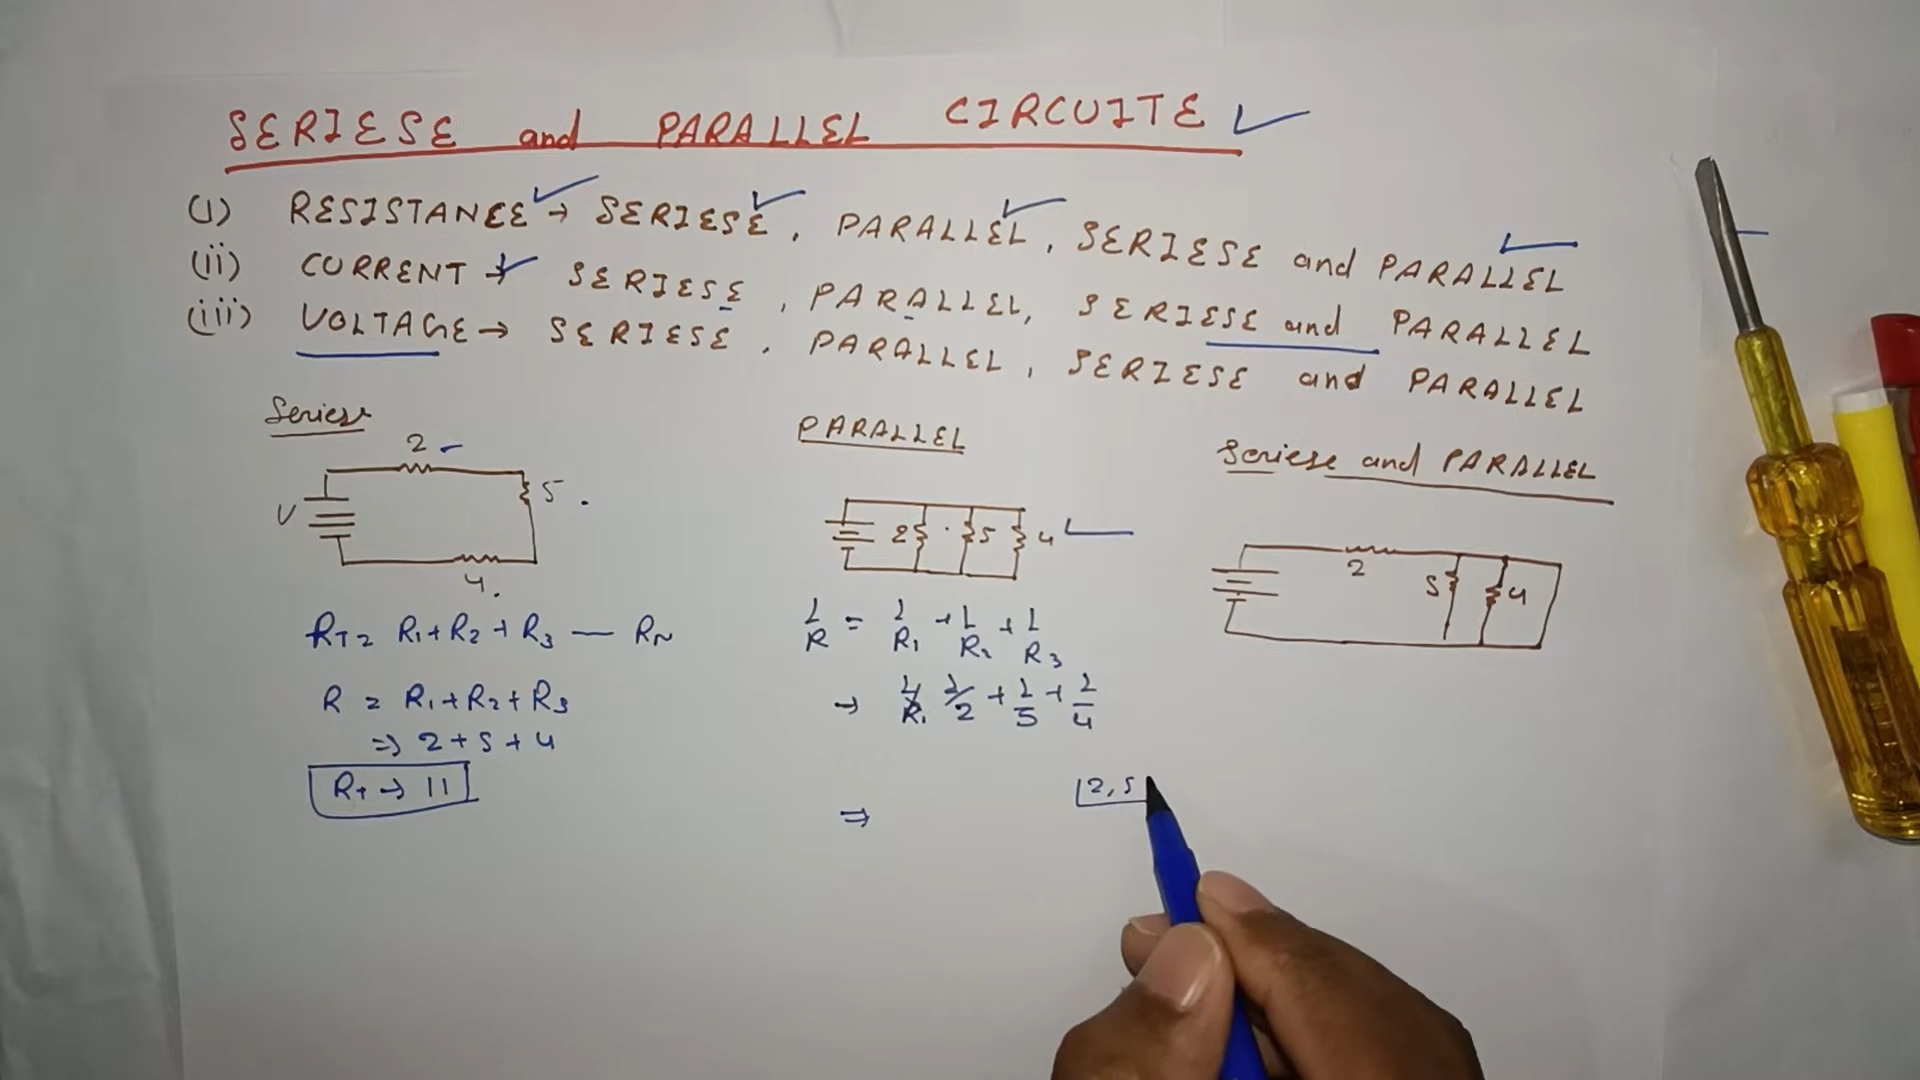 SERIESE and PARALLEL CIRCUITE
(i) RESISTANCE → SERIESE, PARALLEL, SERIESE and PARALLEL
(ii) CURRENT → SERIESE, PARALLEL, SERIESE and PARALLEL
(iii) VOLTAGE → SERIESE, PARALLEL, SERIESE and PARALLEL
Seriese
2
5
V
4
RT = R1 + R2 + R3 — RN
R = R1 + R2 + R3
⇒ 2 + 5 + 4
R+ → 11
PARALLEL
2 5 4
1/R = 1/R1 + 1/R2 + 1/R3
→ 1/2 + 1/5 + 1/4
2, 5
⇒
Seriese and PARALLEL
2
5 4